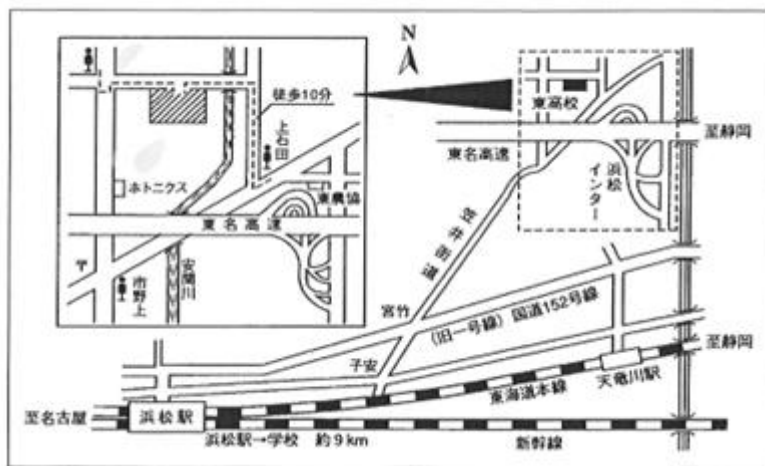 N
徒歩10分
上石田
ホトニクス
東農協
東名高速
〒
市野上
安間川
東高校
至静岡
東名高速
浜松インター
笠井街道
宮竹
(旧一号線) 国道152号線
子安
至静岡
天竜川駅
東海道本線
至名古屋
浜松駅
浜松駅→学校 約9km
新幹線